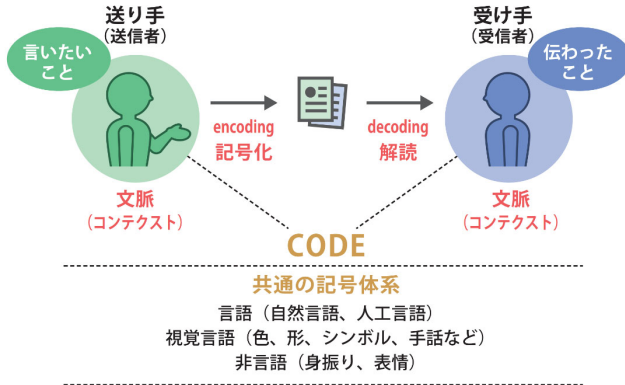 送り手
（送信者）
受け手
（受信者）
言いたい
こと
伝わった
こと
encoding
記号化
decoding
解読
文脈
（コンテクスト）
文脈
（コンテクスト）
CODE
共通の記号体系
言語（自然言語、人工言語）
視覚言語（色、形、シンボル、手話など）
非言語（身振り、表情）